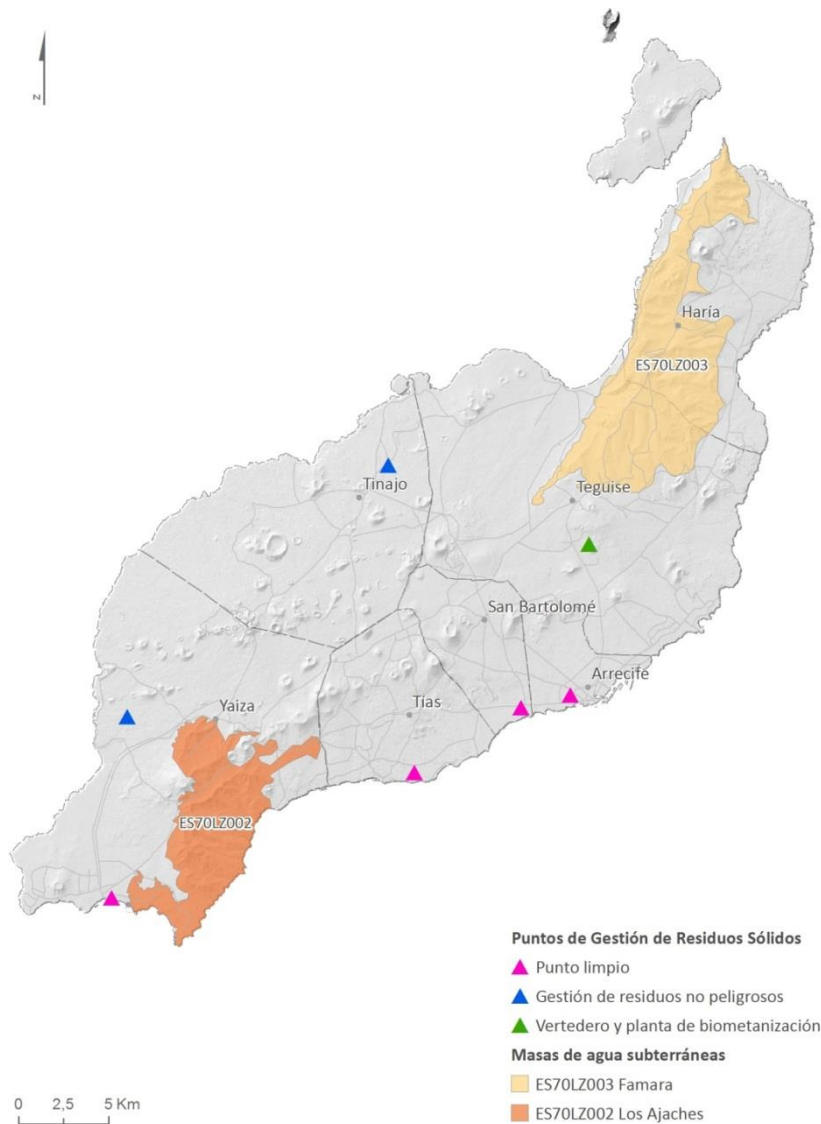 z
Haría
ES70LZ003
Tinajo
Teguise
San Bartolomé
Arrecife
Yaiza
Tías
ES70LZ002
Puntos de Gestión de Residuos Sólidos
Punto limpio
Gestión de residuos no peligrosos
Vertedero y planta de biometanización
Masas de agua subterráneas
ES70LZ003 Famara
ES70LZ002 Los Ajaches
0 2,5 5 Km